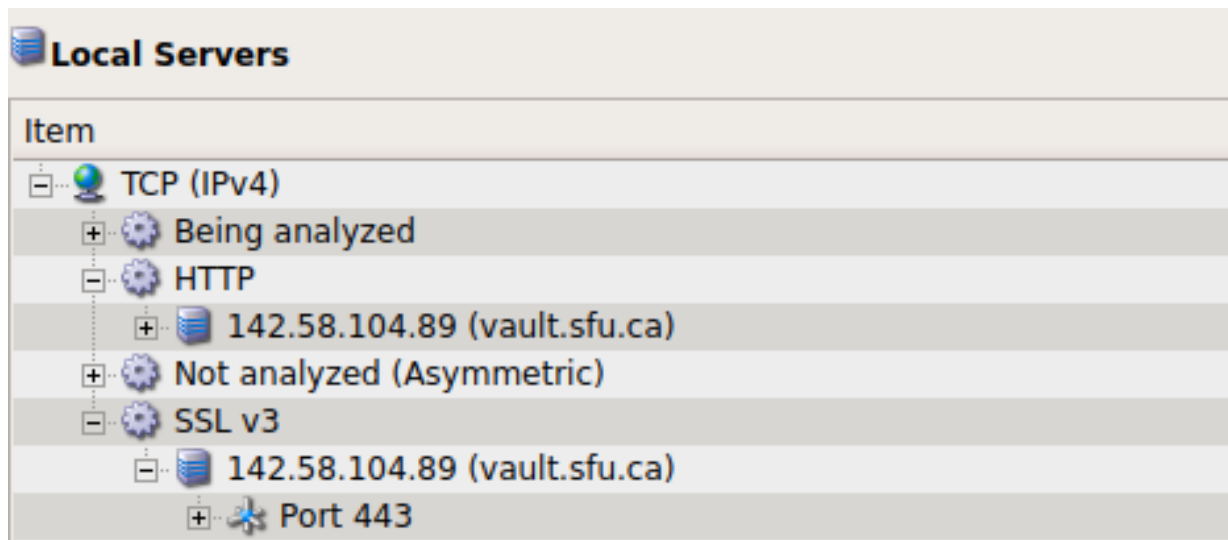 Local Servers
Item
TCP (IPv4)
Being analyzed
HTTP
142.58.104.89 (vault.sfu.ca)
Not analyzed (Asymmetric)
SSL v3
142.58.104.89 (vault.sfu.ca)
Port 443